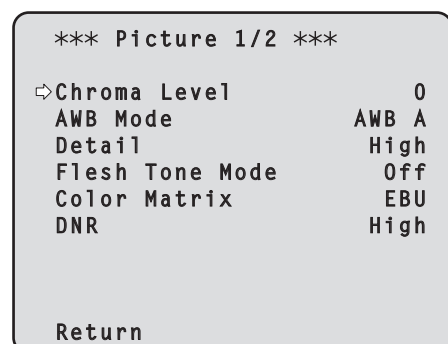 *** Picture 1/2 ***
⇨Chroma Level 0
AWB Mode AWB A
Detail High
Flesh Tone Mode Off
Color Matrix EBU
DNR High
Return